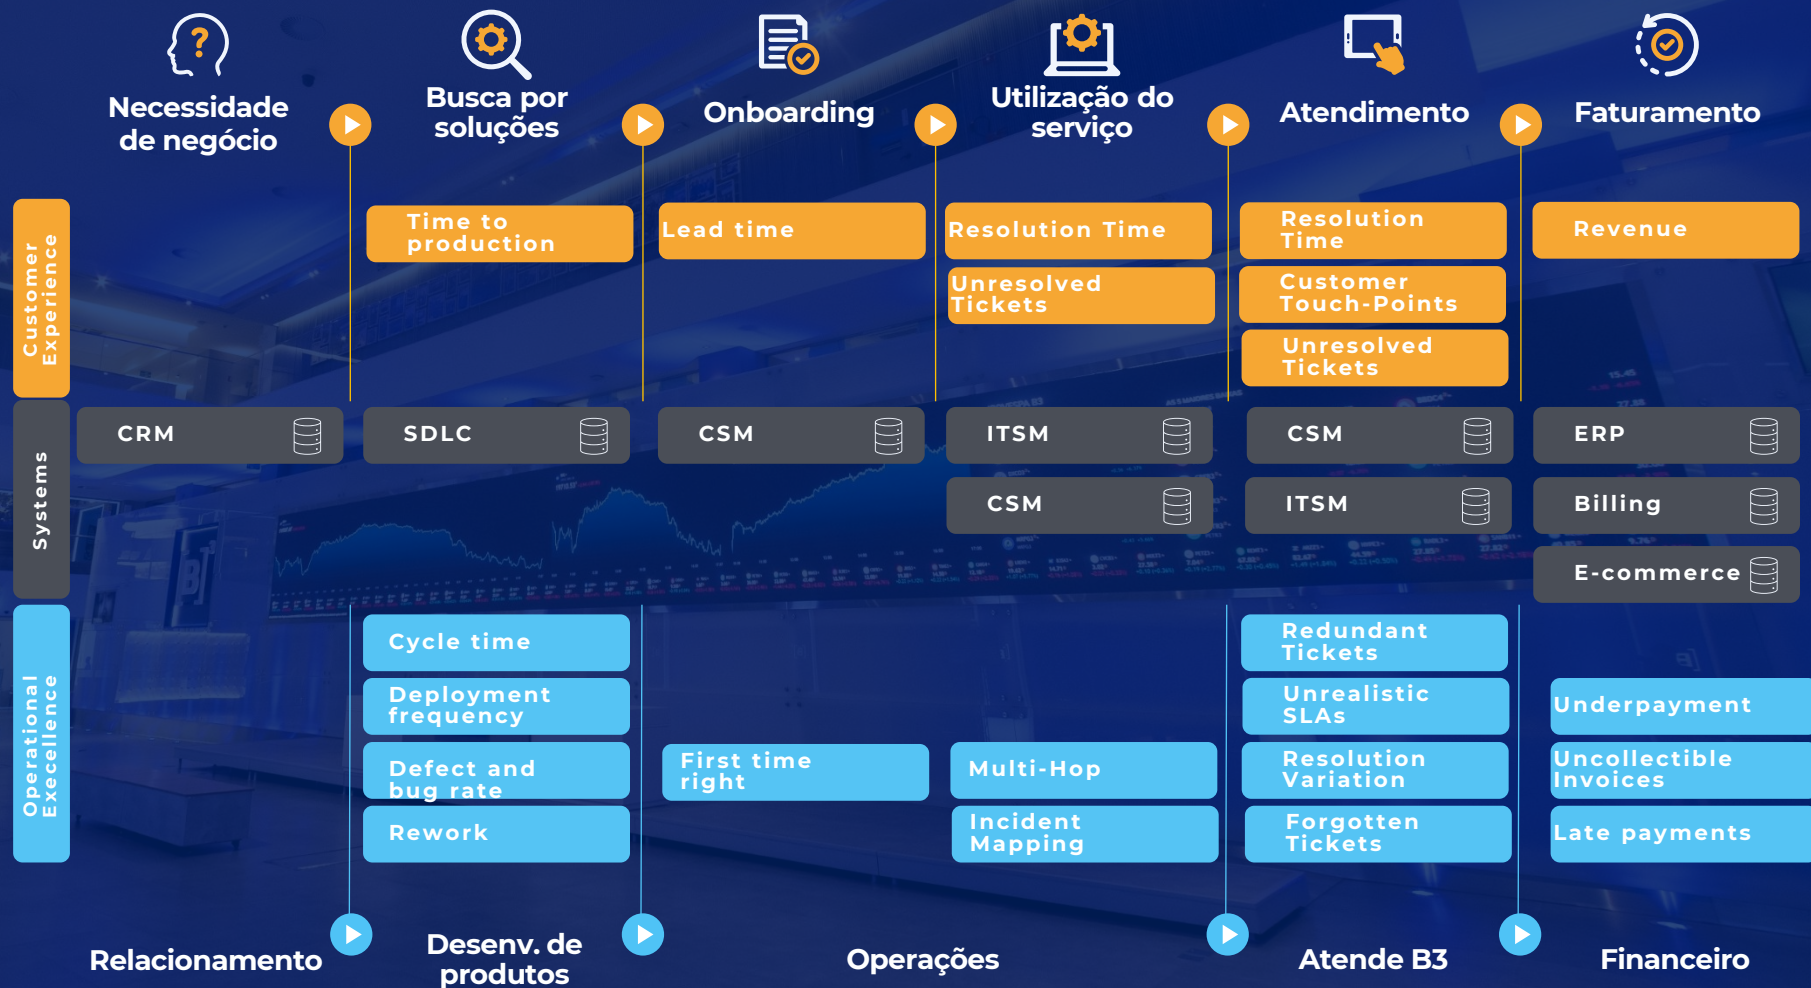 Necessidade
de negócio
Busca por
soluções
Onboarding
Utilização do
serviço
Atendimento
Faturamento
Customer
Experience
Time to
production
Lead time
Resolution Time
Unresolved
Tickets
Resolution
Time
Customer
Touch-Points
Unresolved
Tickets
Revenue
Systems
CRM
SDLC
CSM
ITSM
CSM
CSM
ITSM
ERP
Billing
E-commerce
Operational
Execellence
Cycle time
Deployment
frequency
Defect and
bug rate
Rework
First time
right
Multi-Hop
Incident
Mapping
Redundant
Tickets
Unrealistic
SLAs
Resolution
Variation
Forgotten
Tickets
Underpayment
Uncollectible
Invoices
Late payments
Relacionamento
Desenv. de
produtos
Operações
Atende B3
Financeiro